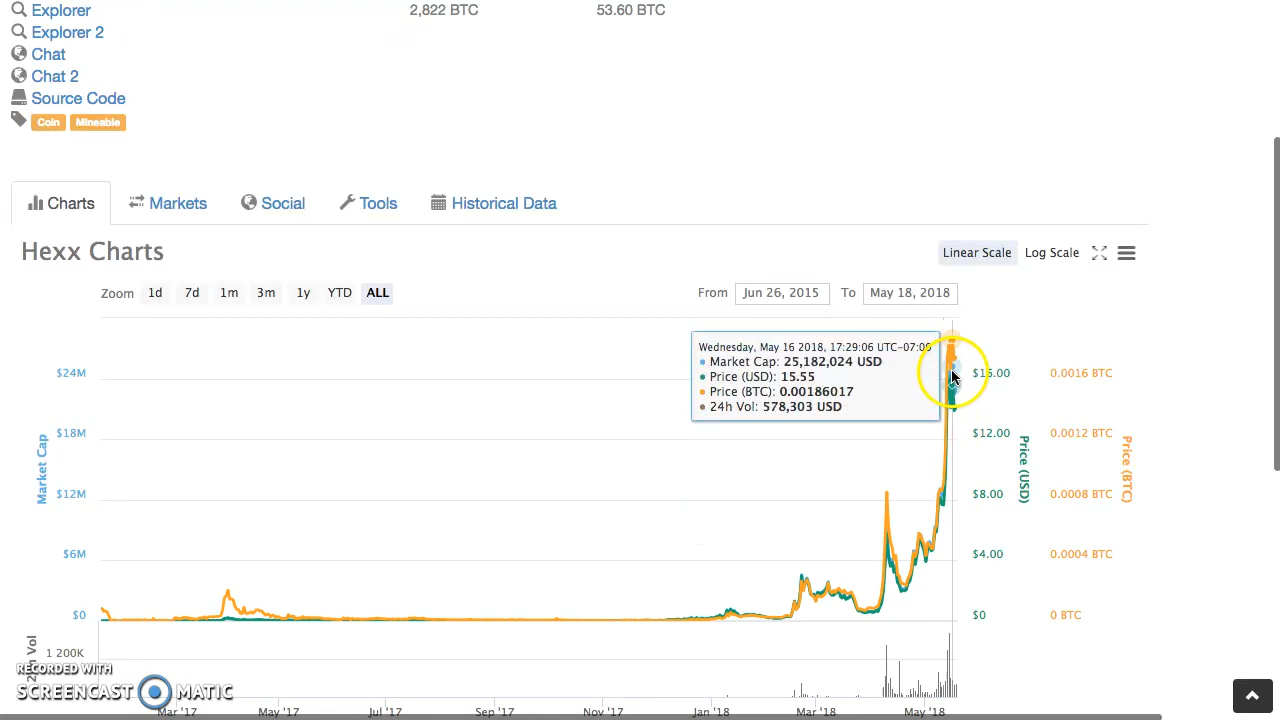 Explorer 2,822 BTC 53.60 BTC
Explorer 2
Chat
Chat 2
Source Code
Coin Mineable
Charts Markets Social Tools Historical Data
Hexx Charts Linear Scale Log Scale
Zoom 1d 7d 1m 3m 1y YTD ALL From Jun 26, 2015 To May 18, 2018
Wednesday, May 16 2018, 17:29:06 UTC-07:00
Market Cap: 25,182,024 USD
Price (USD): 15.55
Price (BTC): 0.00186017
24h Vol: 578,303 USD
Market Cap
$24M
$18M
$12M
$6M
$0
Price (USD)
$12.00
$8.00
$4.00
$0
Price (BTC)
0.0016 BTC
0.0012 BTC
0.0008 BTC
0.0004 BTC
0 BTC
Vol
200K
RECORDED WITH
SCREENCAST MATIC
Mar '17 May '17 Jul '17 Sep '17 Nov '17 Jan '18 Mar '18 May '18